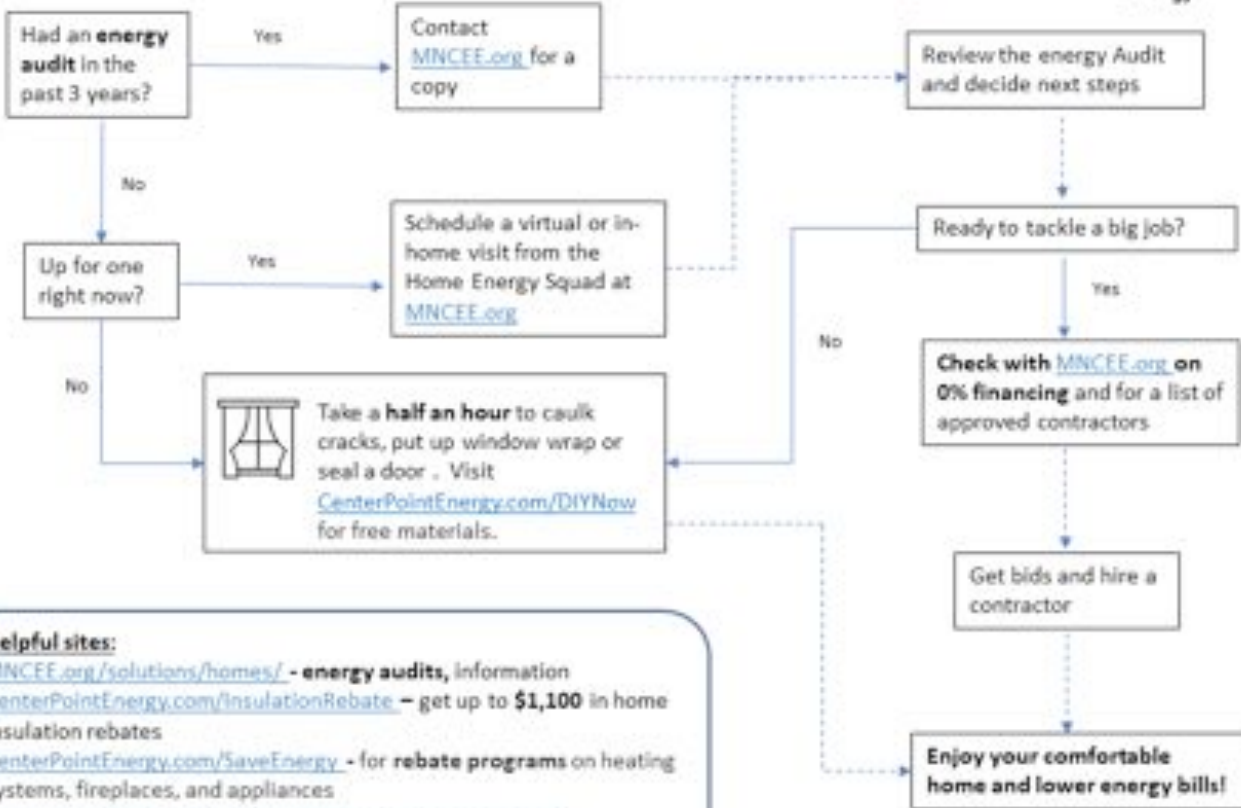 Had an energy
audit in the
past 3 years?
Yes
Contact
MNCEE.org for a
copy
Review the energy Audit
and decide next steps
No
Up for one
right now?
Yes
Schedule a virtual or in-
home visit from the
Home Energy Squad at
MNCEE.org
Ready to tackle a big job?
Yes
No
No
Take a half an hour to caulk
cracks, put up window wrap or
seal a door . Visit
CenterPointEnergy.com/DIYNow
for free materials.
Check with MNCEE.org on
0% financing and for a list of
approved contractors
Get bids and hire a
contractor
Enjoy your comfortable
home and lower energy bills!
elpful sites:
NCEE.org/solutions/homes/ - energy audits, information
enterPointEnergy.com/InsulationRebate – get up to $1,100 in home
sulation rebates
enterPointEnergy.com/SaveEnergy - for rebate programs on heating
ystems, fireplaces, and appliances